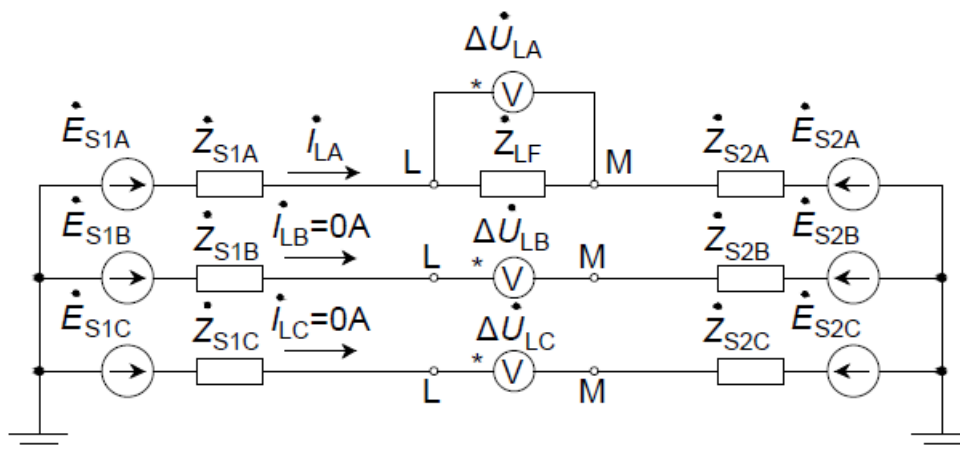 ΔU̇LA
* V
ĖS1A ŻS1A İLA L ŻLF M ŻS2A ĖS2A
ĖS1B ŻS1B İLB=0A L * V ΔU̇LB M ŻS2B ĖS2B
ĖS1C ŻS1C İLC=0A L * V ΔU̇LC M ŻS2C ĖS2C